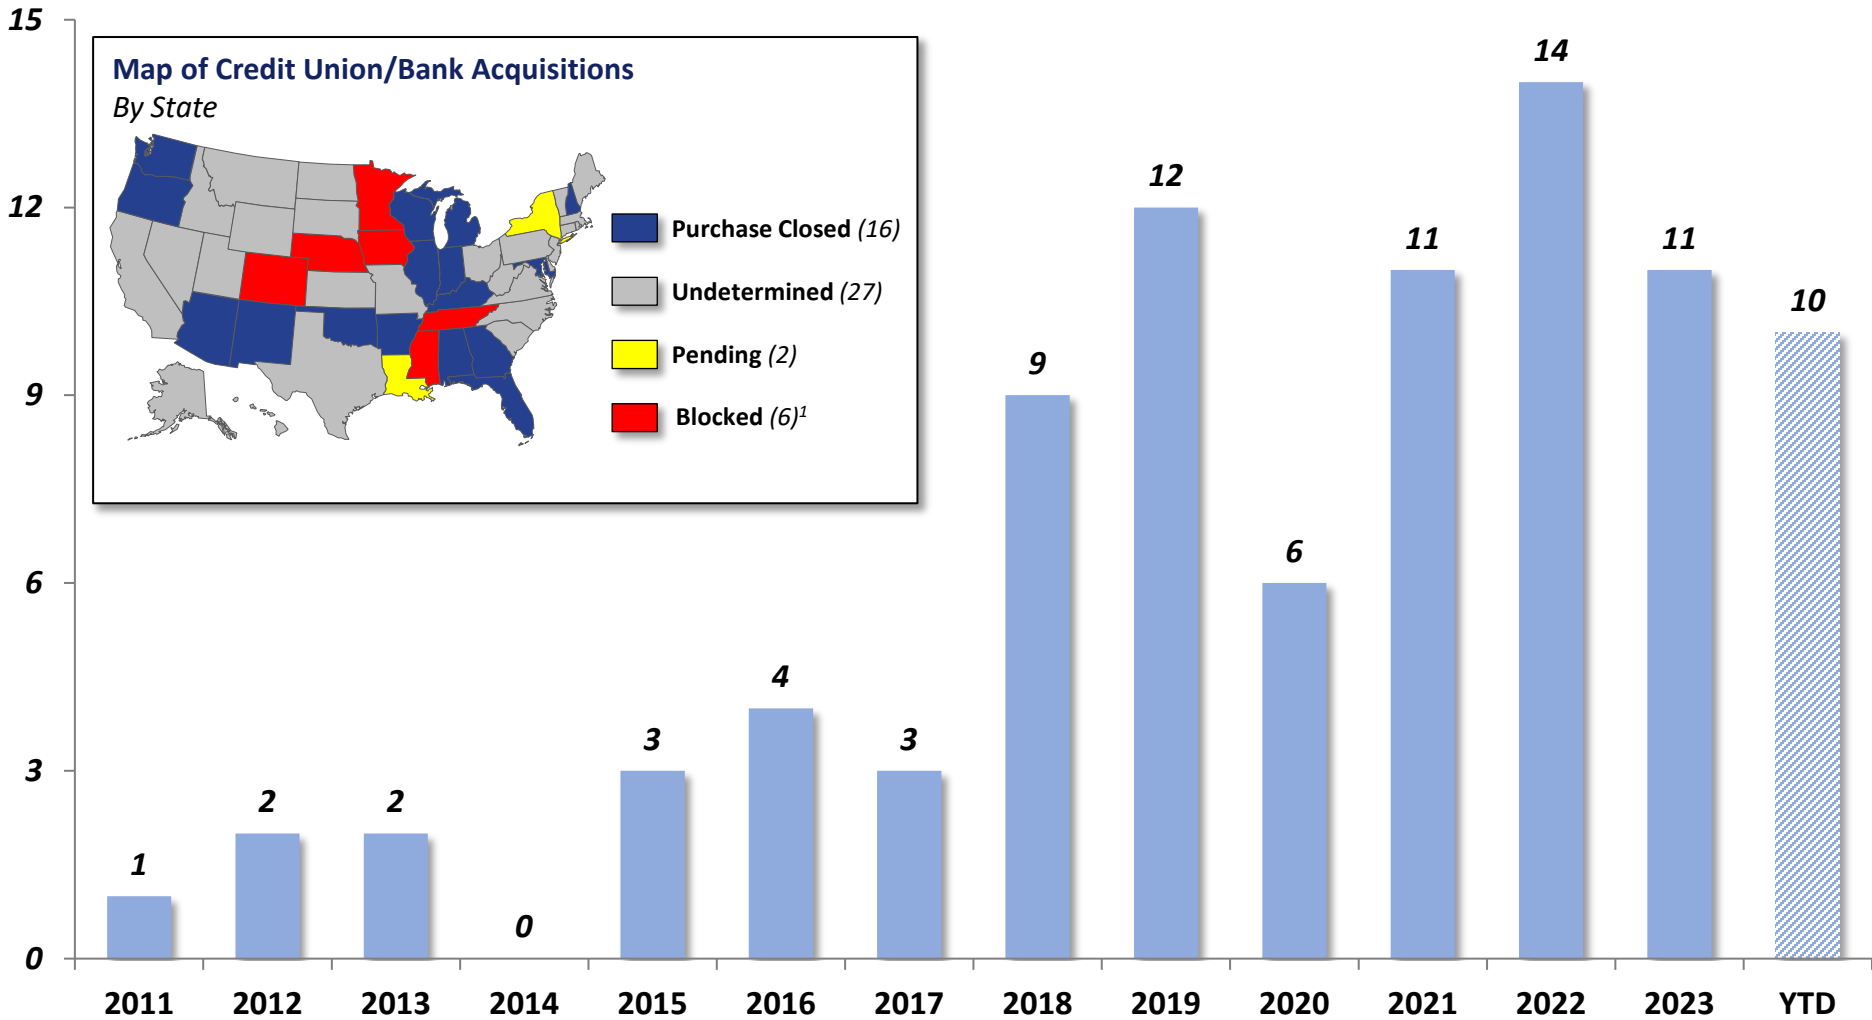 15
12
9
6
3
0
Map of Credit Union/Bank Acquisitions
By State
Purchase Closed (16)
Undetermined (27)
Pending (2)
Blocked (6)¹
1
2
2
0
3
4
3
9
12
6
11
14
11
10
2011 2012 2013 2014 2015 2016 2017 2018 2019 2020 2021 2022 2023 YTD